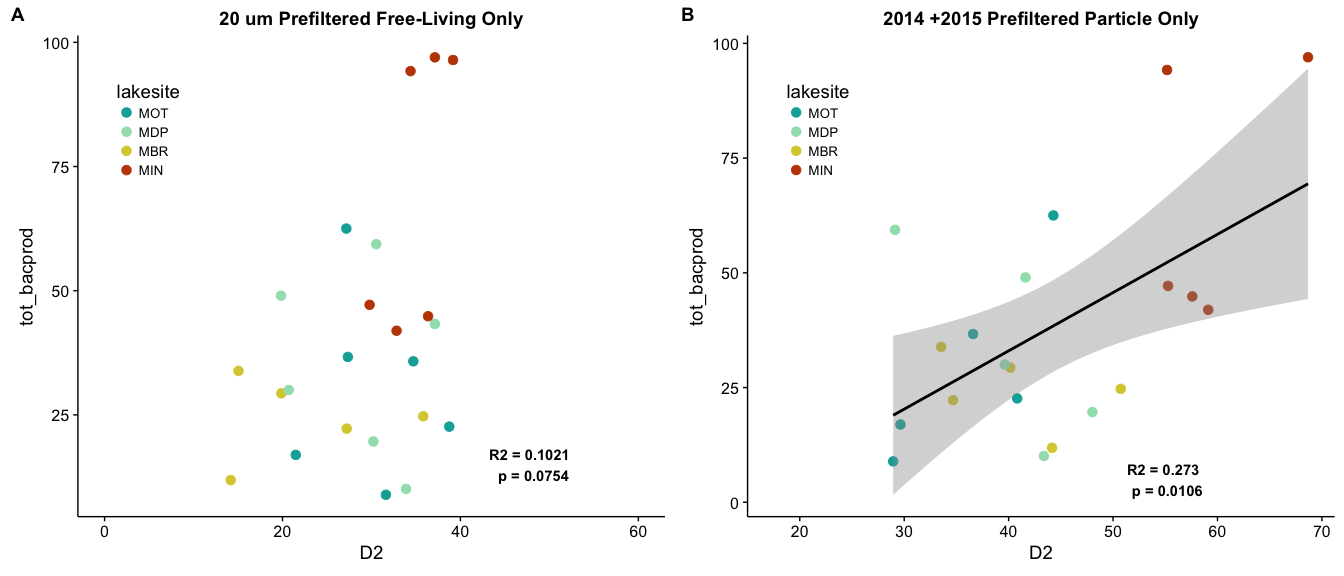 A
20 um Prefiltered Free-Living Only
100
75
50
25
tot_bacprod
lakesite
MOT
MDP
MBR
MIN
R2 = 0.1021
p = 0.0754
0
20
40
60
D2
B
2014 +2015 Prefiltered Particle Only
100
75
50
25
0
tot_bacprod
lakesite
MOT
MDP
MBR
MIN
R2 = 0.273
p = 0.0106
20
30
40
50
60
70
D2